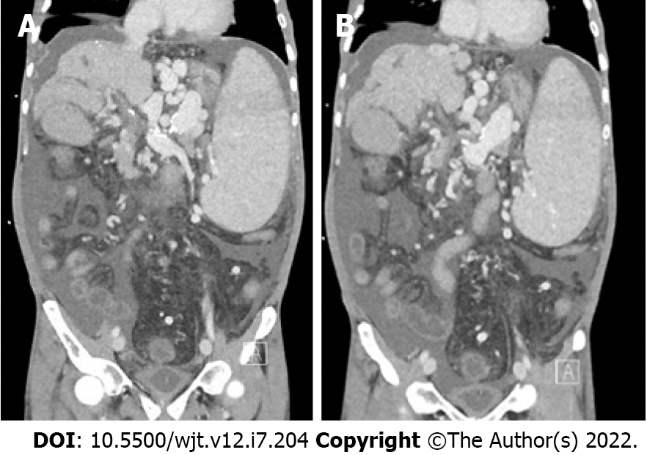 A B
A
A
DOI: 10.5500/wjt.v12.i7.204 Copyright ©The Author(s) 2022.